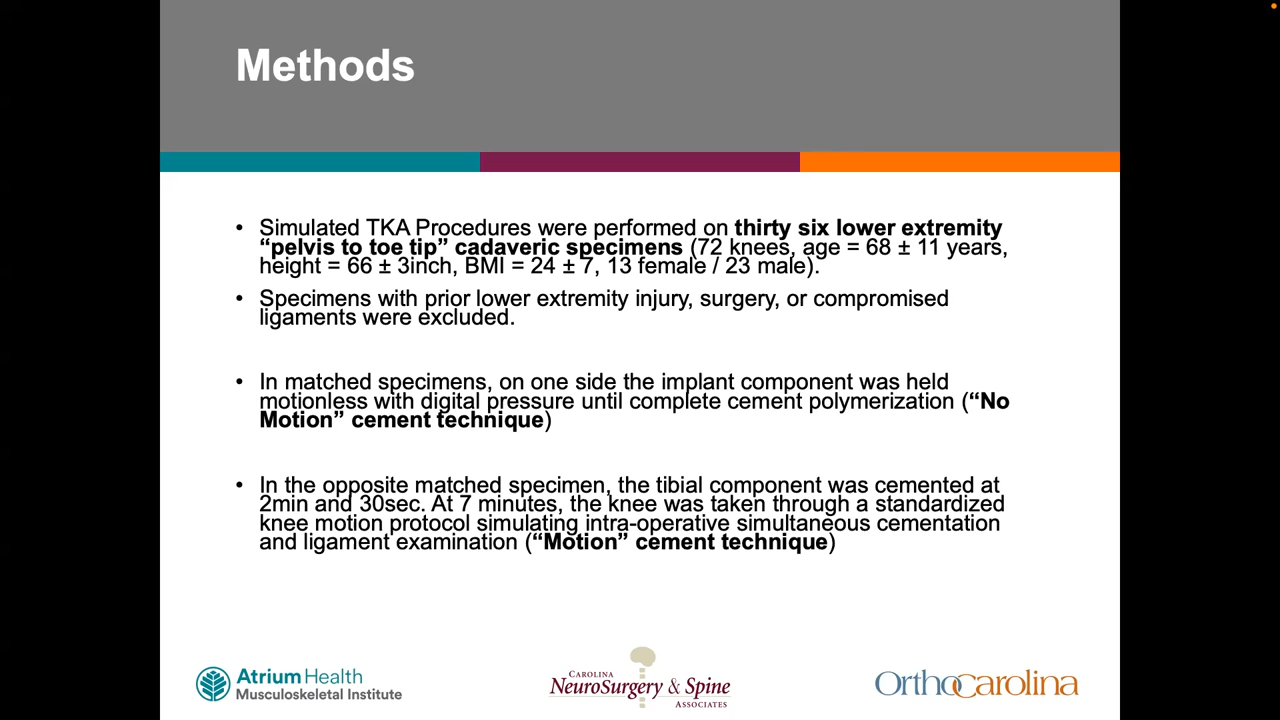 Methods
• Simulated TKA Procedures were performed on thirty six lower extremity
“pelvis to toe tip” cadaveric specimens (72 knees, age = 68 ± 11 years,
height = 66 ± 3inch, BMI = 24 ± 7, 13 female / 23 male).
• Specimens with prior lower extremity injury, surgery, or compromised
ligaments were excluded.
• In matched specimens, on one side the implant component was held
motionless with digital pressure until complete cement polymerization (“No
Motion” cement technique)
• In the opposite matched specimen, the tibial component was cemented at
2min and 30sec. At 7 minutes, the knee was taken through a standardized
knee motion protocol simulating intra-operative simultaneous cementation
and ligament examination (“Motion” cement technique)
Atrium Health
Musculoskeletal Institute
Carolina
NeuroSurgery & Spine
Associates
OrthoCarolina